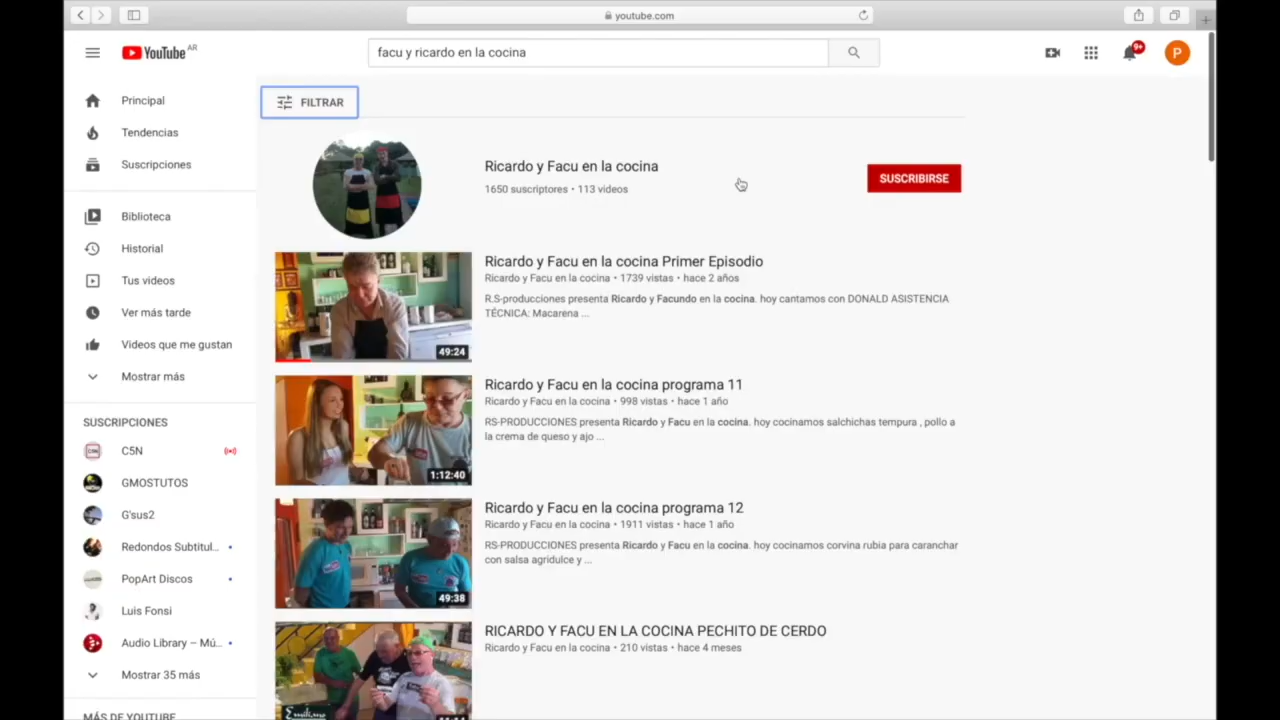 youtube.com
YouTube AR
facu y ricardo en la cocina
9+
P
Principal
Tendencias
Suscripciones
Biblioteca
Historial
Tus videos
Ver más tarde
Videos que me gustan
Mostrar más
SUSCRIPCIONES
C5N
GMOSTUTOS
G'sus2
Redondos Subtitul...
PopArt Discos
Luis Fonsi
Audio Library – Mú...
Mostrar 35 más
MÁS DE YOUTUBE
FILTRAR
Ricardo y Facu en la cocina
1650 suscriptores • 113 videos
SUSCRIBIRSE
49:24
Ricardo y Facu en la cocina Primer Episodio
Ricardo y Facu en la cocina • 1739 vistas • hace 2 años
R.S-producciones presenta Ricardo y Facundo en la cocina. hoy cantamos con DONALD ASISTENCIA
TÉCNICA: Macarena ...
1:12:40
Ricardo y Facu en la cocina programa 11
Ricardo y Facu en la cocina • 998 vistas • hace 1 año
RS-PRODUCCIONES presenta Ricardo y Facu en la cocina. hoy cocinamos salchichas tempura , pollo a
la crema de queso y ajo ...
49:38
Ricardo y Facu en la cocina programa 12
Ricardo y Facu en la cocina • 1911 vistas • hace 1 año
RS-PRODUCCIONES presenta Ricardo y Facu en la cocina. hoy cocinamos corvina rubia para caranchar
con salsa agridulce y ...
RICARDO Y FACU EN LA COCINA PECHITO DE CERDO
Ricardo y Facu en la cocina • 210 vistas • hace 4 meses